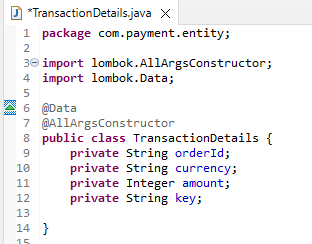 *TransactionDetails.java
1 package com.payment.entity;
2
3 import lombok.AllArgsConstructor;
4 import lombok.Data;
5
6 @Data
7 @AllArgsConstructor
8 public class TransactionDetails {
9 private String orderId;
10 private String currency;
11 private Integer amount;
12 private String key;
13
14 }